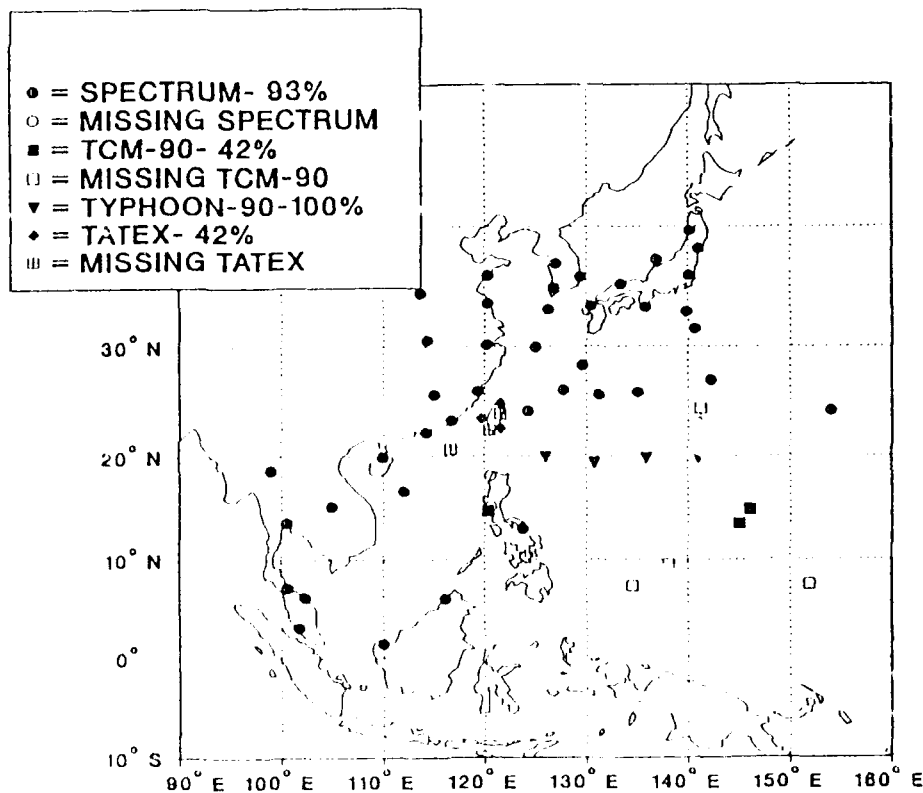 ● = SPECTRUM- 93%
○ = MISSING SPECTRUM
■ = TCM-90- 42%
□ = MISSING TCM-90
▼ = TYPHOON-90-100%
◆ = TATEX- 42%
▥ = MISSING TATEX
30° N
20° N
10° N
0°
10° S
90° E 100° E 110° E 120° E 130° E 140° E 150° E 160° E